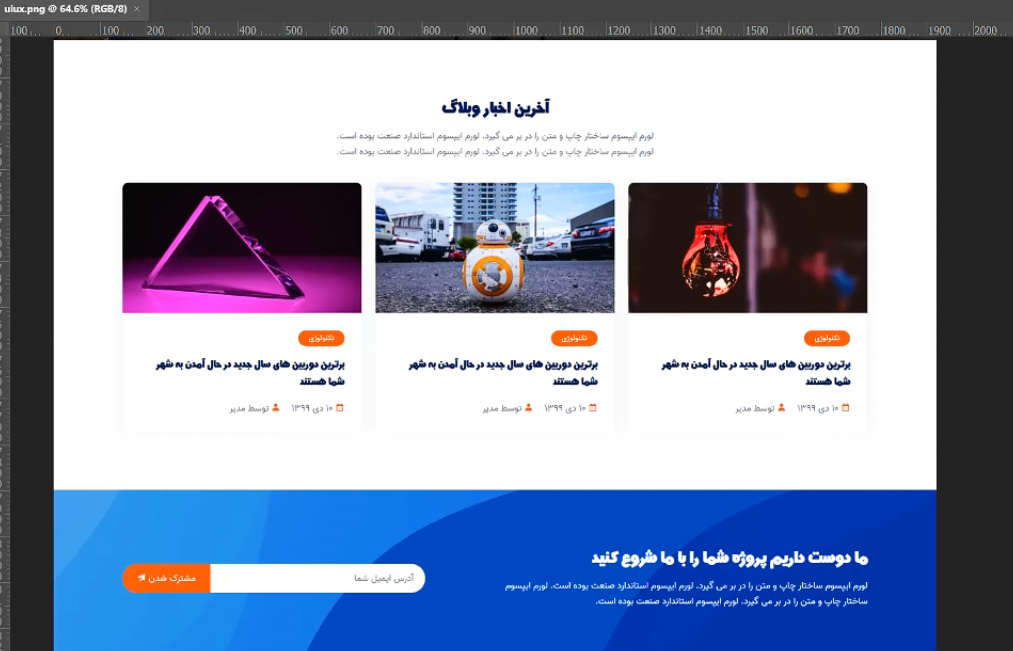 uiux.png @ 64.6% (RGB/8) ×
100 0 100 200 300 400 500 600 700 800 900 1000 1100 1200 1300 1400 1500 1600 1700 1800 1900 2000
آخرین اخبار وبلاگ
لورم ایپسوم ساختار چاپ و متن را در بر می گیرد. لورم ایپسوم استاندارد صنعت بوده است.
لورم ایپسوم ساختار چاپ و متن را در بر می گیرد. لورم ایپسوم استاندارد صنعت بوده است.
تکنولوژی
برترین دوربین های سال جدید در حال آمدن به شهر
شما هستند
۱۰ دی ۱۳۹۹ توسط مدیر
تکنولوژی
برترین دوربین های سال جدید در حال آمدن به شهر
شما هستند
۱۰ دی ۱۳۹۹ توسط مدیر
تکنولوژی
برترین دوربین های سال جدید در حال آمدن به شهر
شما هستند
۱۰ دی ۱۳۹۹ توسط مدیر
ما دوست داریم پروژه شما را با ما شروع کنید
لورم ایپسوم ساختار چاپ و متن را در بر می گیرد. لورم ایپسوم استاندارد صنعت بوده است. لورم ایپسوم
ساختار چاپ و متن را در بر می گیرد. لورم ایپسوم استاندارد صنعت بوده است.
آدرس ایمیل شما
مشترک شدن